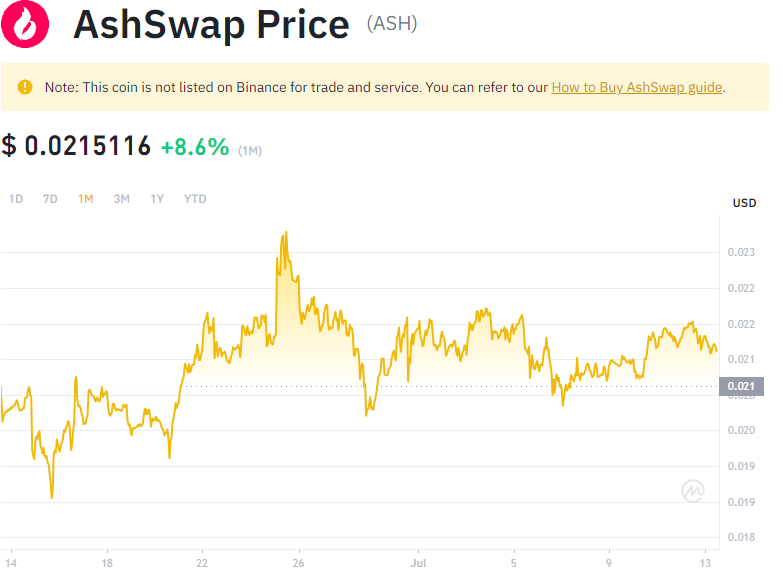 AshSwap Price (ASH)
Note: This coin is not listed on Binance for trade and service. You can refer to our How to Buy AshSwap guide.
$ 0.0215116 +8.6% (1M)
1D 7D 1M 3M 1Y YTD
USD
0.023
0.022
0.022
0.021
0.021
0.020
0.020
0.019
0.019
0.018
14 18 22 26 Jul 5 9 13